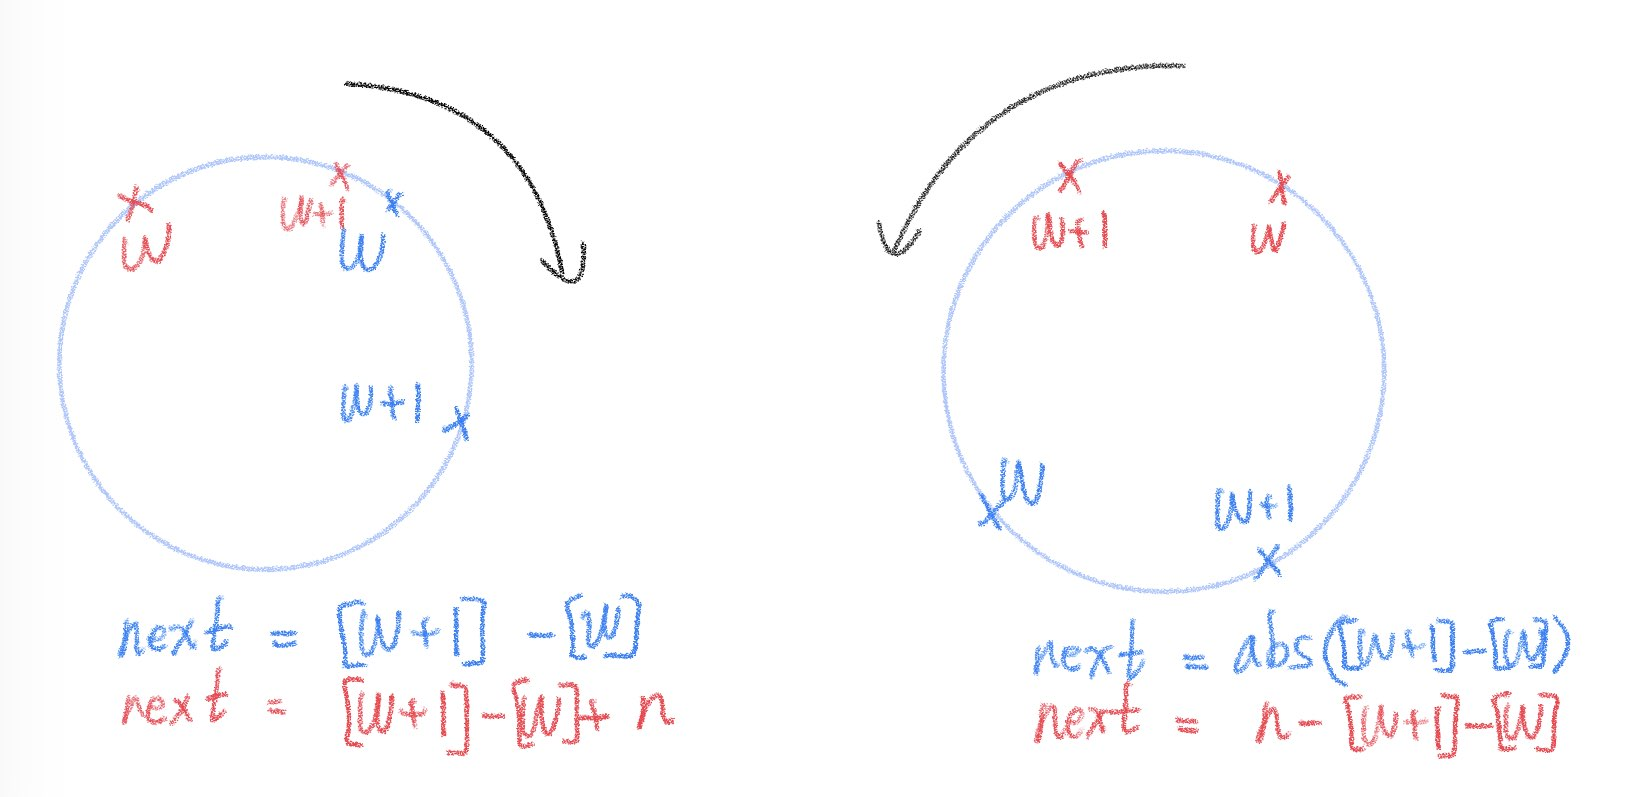 W
W+1
W
W+1
next = [W+1] - [W]
next = [W+1] - [W] + n
W+1
W
W
W+1
next = abs([W+1]-[W])
next = n - [W+1]-[W]